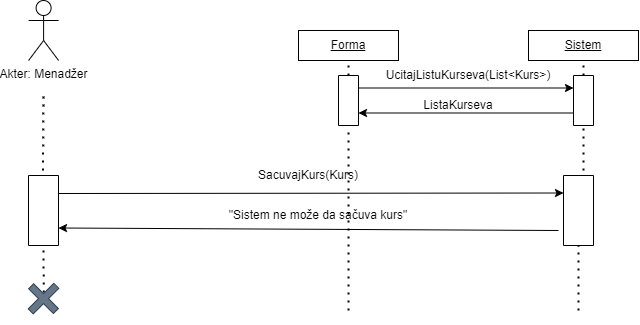 Forma
Sistem
Akter: Menadžer
UcitajListuKurseva(List<Kurs>)
ListaKurseva
SacuvajKurs(Kurs)
"Sistem ne može da sačuva kurs"